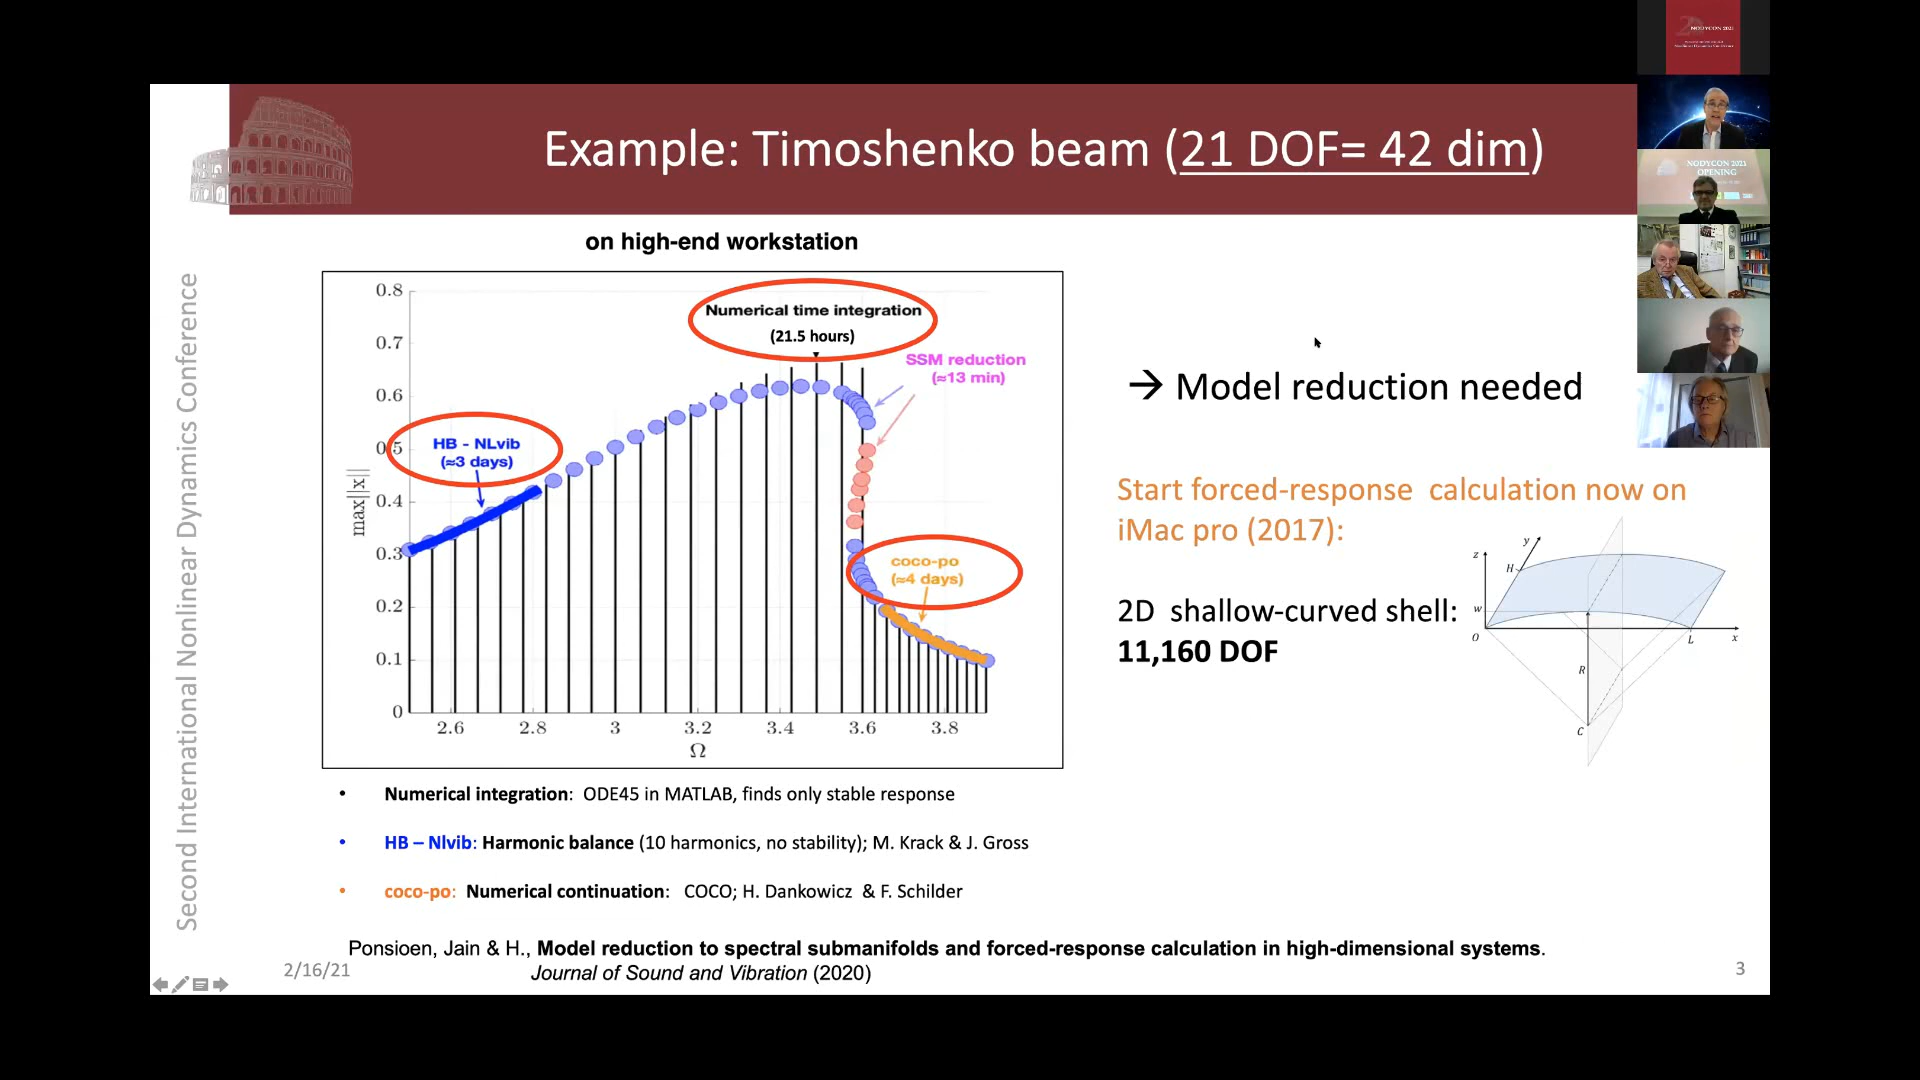 NODYCON 2021
NODYCON 2021
OPENING
Example: Timoshenko beam (21 DOF= 42 dim)
Second International Nonlinear Dynamics Conference
on high-end workstation
0.8
0.7
0.6
0.5
0.4
0.3
0.2
0.1
0
max||x||
2.6 2.8 3 3.2 3.4 3.6 3.8
Ω
Numerical time integration
(21.5 hours)
SSM reduction
(≈13 min)
HB - NLvib
(≈3 days)
coco-po
(≈4 days)
→ Model reduction needed
Start forced-response calculation now on
iMac pro (2017):
2D shallow-curved shell:
11,160 DOF
z
y
H
w
O
L
x
R
C
• Numerical integration: ODE45 in MATLAB, finds only stable response
• HB – Nlvib: Harmonic balance (10 harmonics, no stability); M. Krack & J. Gross
• coco-po: Numerical continuation: COCO; H. Dankowicz & F. Schilder
Ponsioen, Jain & H., Model reduction to spectral submanifolds and forced-response calculation in high-dimensional systems.
Journal of Sound and Vibration (2020)
2/16/21
3